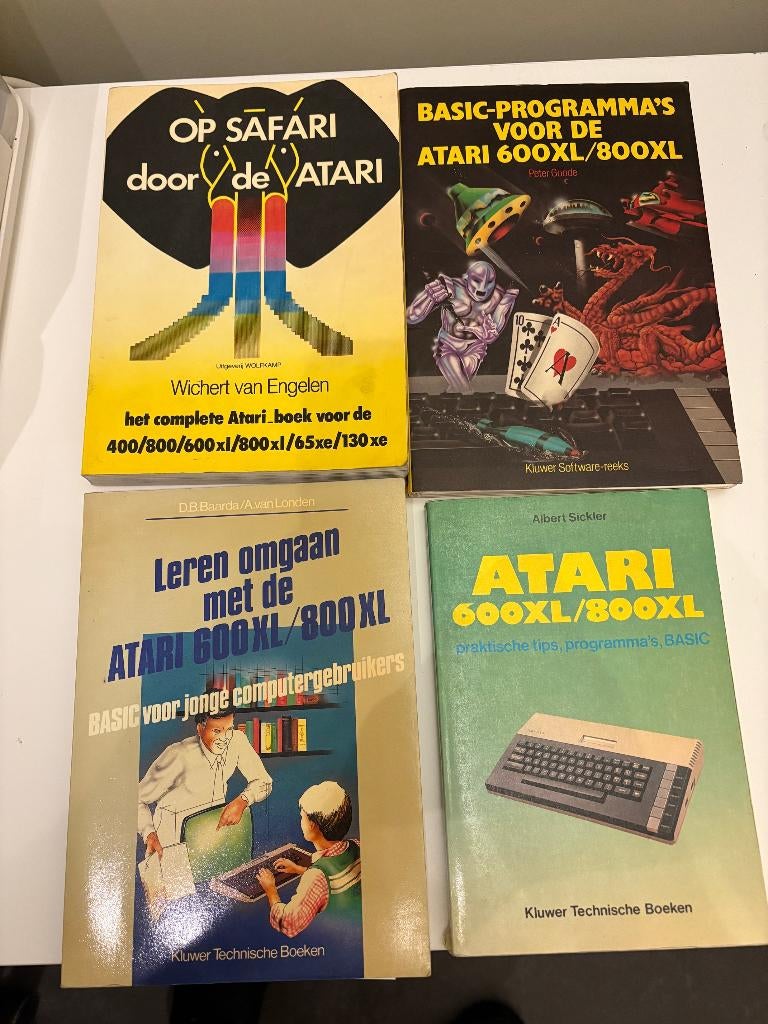 OP SAFARI
door de ATARI
Uitgeverij WOLFKAMP
Wichert van Engelen
het complete Atari_boek voor de
400/800/600xl/800xl/65xe/130xe
BASIC-PROGRAMMA'S
VOOR DE
ATARI 600XL/800XL
Peter Goode
10
A
Kluwer Software-reeks
D.B.Baarda/A.van Londen
Leren omgaan
met de
ATARI 600XL/800XL
BASIC voor jonge computergebruikers
Kluwer Technische Boeken
Albert Sickler
ATARI
600XL/800XL
praktische tips, programma's, BASIC
Kluwer Technische Boeken